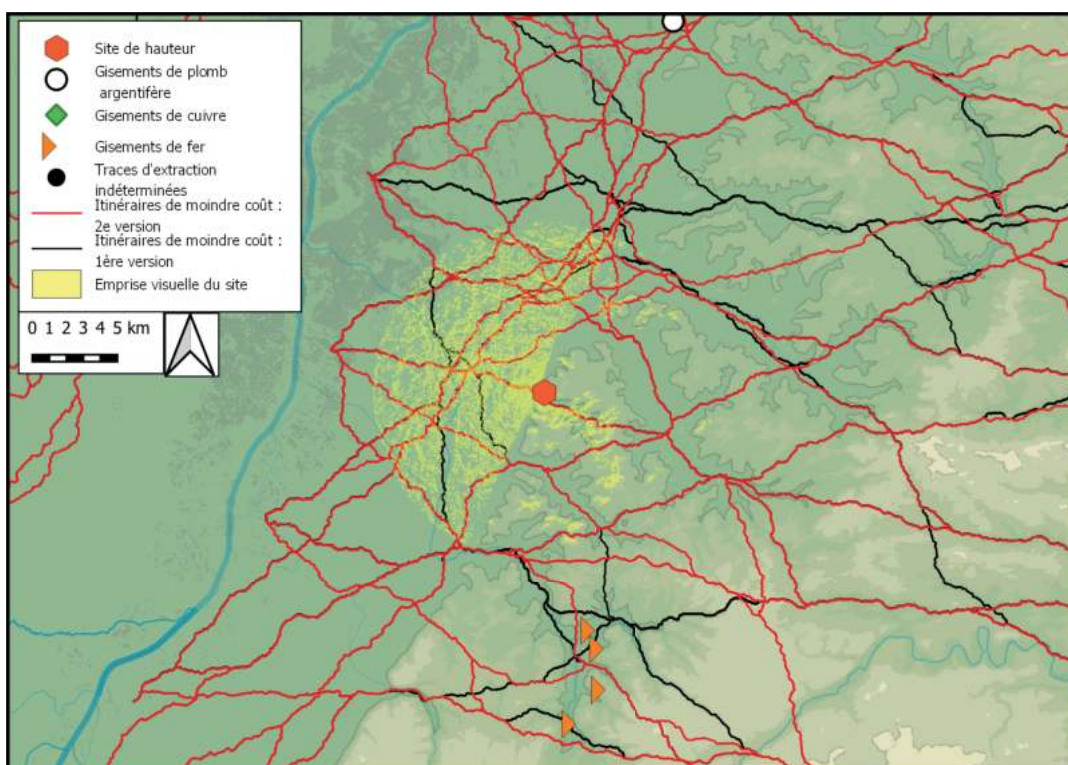 Site de hauteur
Gisements de plomb
argentifère
Gisements de cuivre
Gisements de fer
Traces d'extraction
indéterminées
Itinéraires de moindre coût :
2e version
Itinéraires de moindre coût :
1ère version
Emprise visuelle du site
0 1 2 3 4 5 km